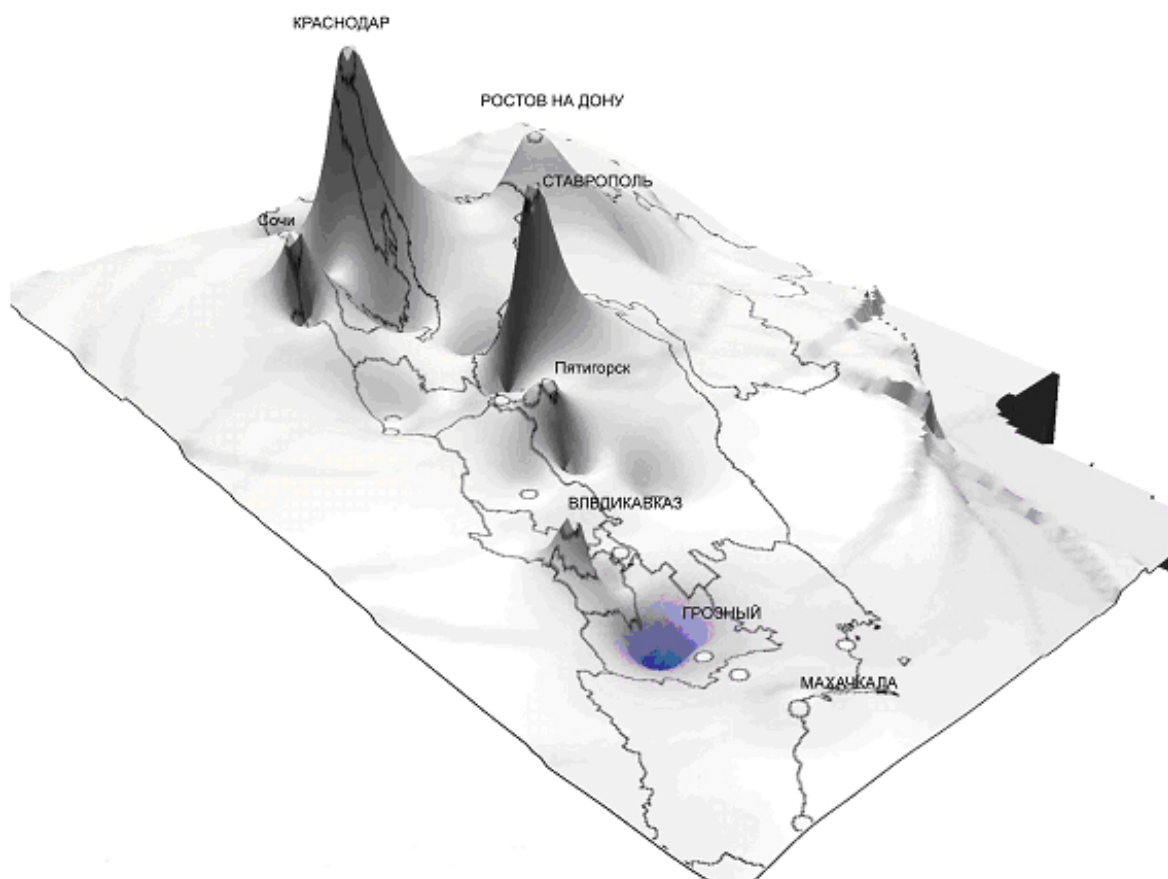 КРАСНОДАР
РОСТОВ НА ДОНУ
СТАВРОПОЛЬ
Сочи
Пятигорск
ВЛВДИКАВКАЗ
ГРОЗНЫЙ
МАХАЧКАЛА